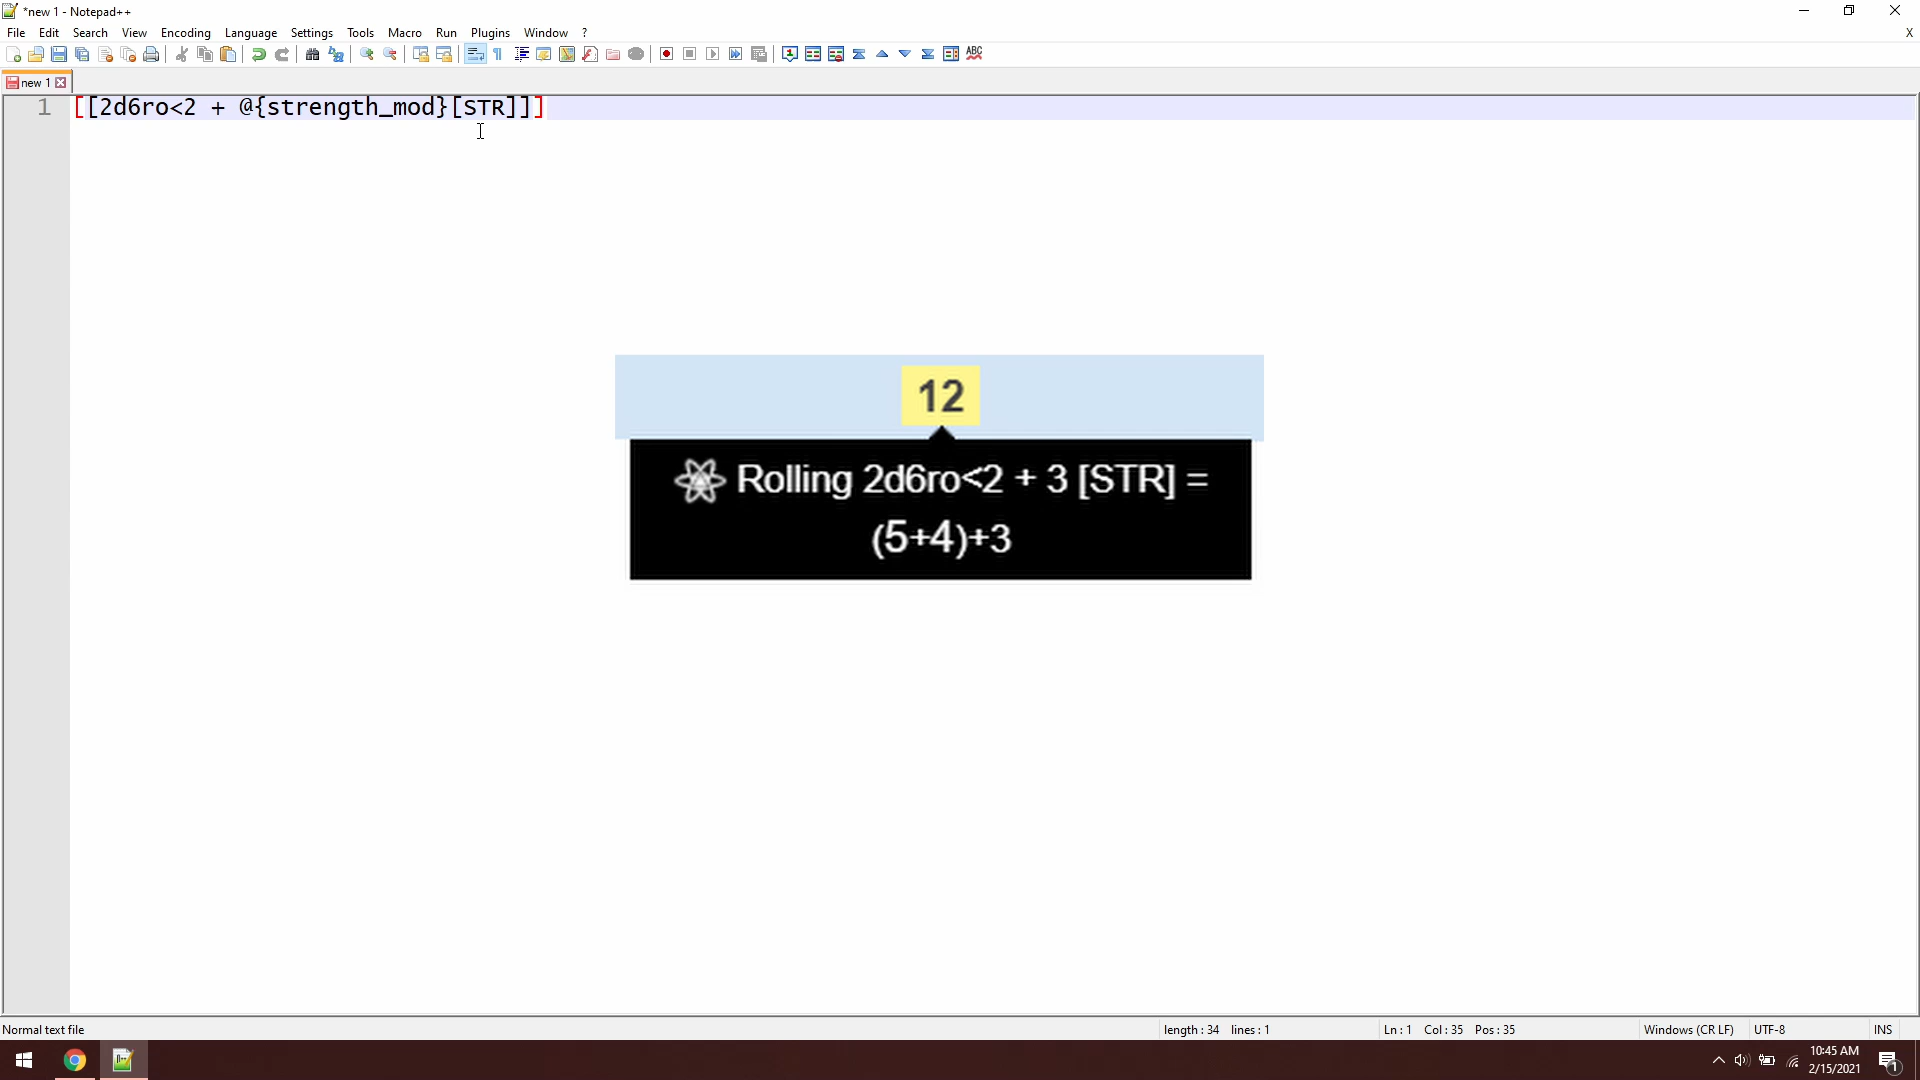 *new 1 - Notepad++
File Edit Search View Encoding Language Settings Tools Macro Run Plugins Window ? X
ABC
new 1
1 [[2d6ro<2 + @{strength_mod}[STR]]]
12
Rolling 2d6ro<2 + 3 [STR] =
(5+4)+3
Normal text file length : 34 lines : 1 Ln : 1 Col : 35 Pos : 35 Windows (CR LF) UTF-8 INS
10:45 AM
2/15/2021
1